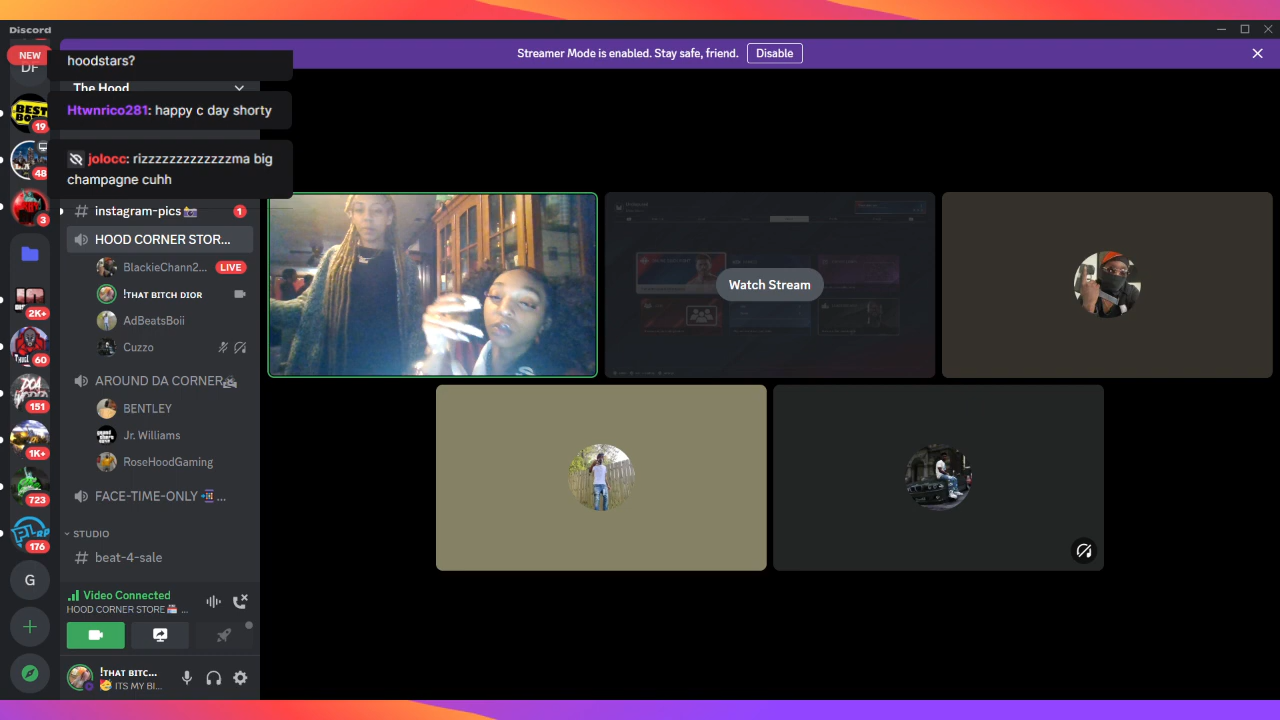 Discord
Streamer Mode is enabled. Stay safe, friend.
Disable
NEW
DF
hoodstars?
The Hood
Htwnrico281: happy c day shorty
jolocc: rizzzzzzzzzzzzzma big
champagne cuhh
BEST
19
48
3
2K+
60
151
1K+
723
176
G
# instagram-pics
1
HOOD CORNER STOR...
BlackieChann2...
LIVE
!THAT BITCH DIOR
AdBeatsBoii
Cuzzo
AROUND DA CORNER
BENTLEY
Jr. Williams
RoseHoodGaming
FACE-TIME-ONLY ...
STUDIO
# beat-4-sale
Video Connected
HOOD CORNER STORE ...
!THAT BITC...
ITS MY BI...
Watch Stream